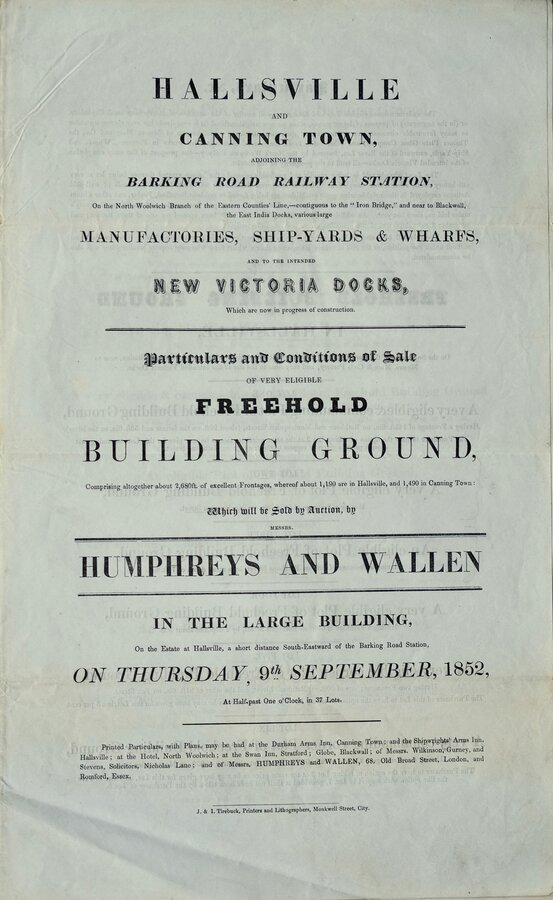 HALLSVILLE
AND
CANNING TOWN,
ADJOINING THE
BARKING ROAD RAILWAY STATION,
On the North Woolwich Branch of the Eastern Counties' Line,—contiguous to the "Iron Bridge," and near to Blackwall,
the East India Docks, various large
MANUFACTORIES, SHIP-YARDS & WHARFS,
AND TO THE INTENDED
NEW VICTORIA DOCKS,
Which are now in progress of construction.
Particulars and Conditions of Sale
OF VERY ELIGIBLE
FREEHOLD
BUILDING GROUND,
Comprising altogether about 2,680ft. of excellent Frontages, whereof about 1,190 are in Hallsville, and 1,490 in Canning Town:
Which will be Sold by Auction, by
MESSRS.
HUMPHREYS AND WALLEN
IN THE LARGE BUILDING,
On the Estate at Hallsville, a short distance South-Eastward of the Barking Road Station,
ON THURSDAY, 9th SEPTEMBER, 1852,
At Half-past One o'Clock, in 37 Lots.
Printed Particulars, with Plans, may be had at the Durham Arms Inn, Canning Town; and the Shipwrights' Arms Inn,
Hallsville; at the Hotel, North Woolwich; at the Swan Inn, Stratford; Globe, Blackwall; of Messrs. Wilkinson, Gurney, and
Stevens, Solicitors, Nicholas Lane; and of Messrs. HUMPHREYS and WALLEN, 68, Old Broad Street, London, and
Romford, Essex.
J. & I. Tirebuck, Printers and Lithographers, Monkwell Street, City.